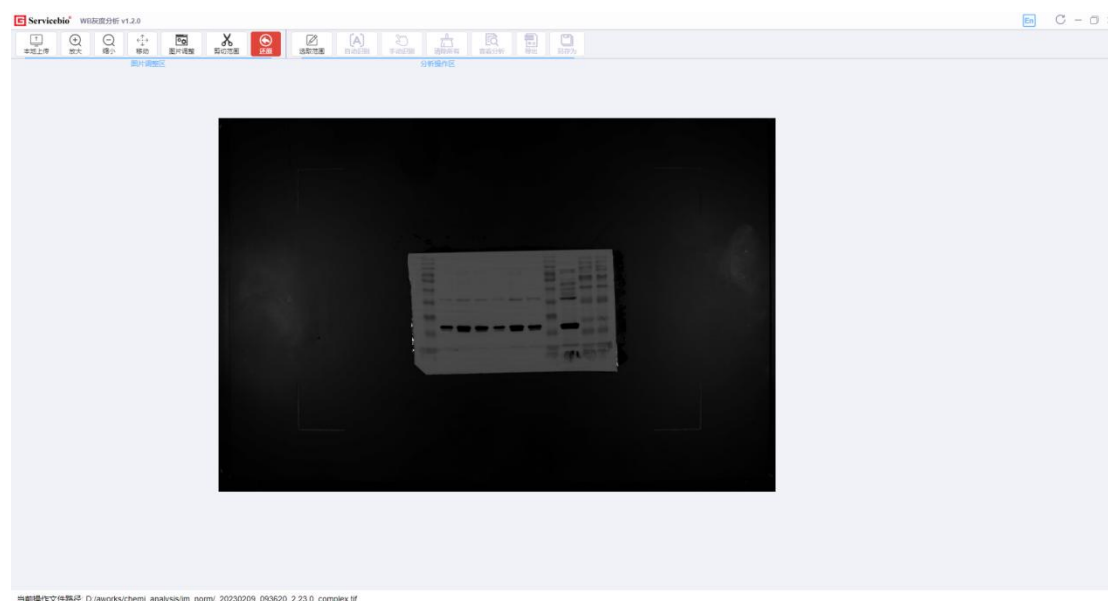 Servicebio® WB灰度分析 v1.2.0
En
本地上传 放大 缩小 移动 图片调整 剪切范围 还原 选取范围 自动识别 手动识别 清除所有 查看分析 导出 另存为
图片调整区 分析操作区
当前操作文件路径 D:/aworks/chemi_analysis/im_norm/_20230209_093620_2.23.0_complex.tif